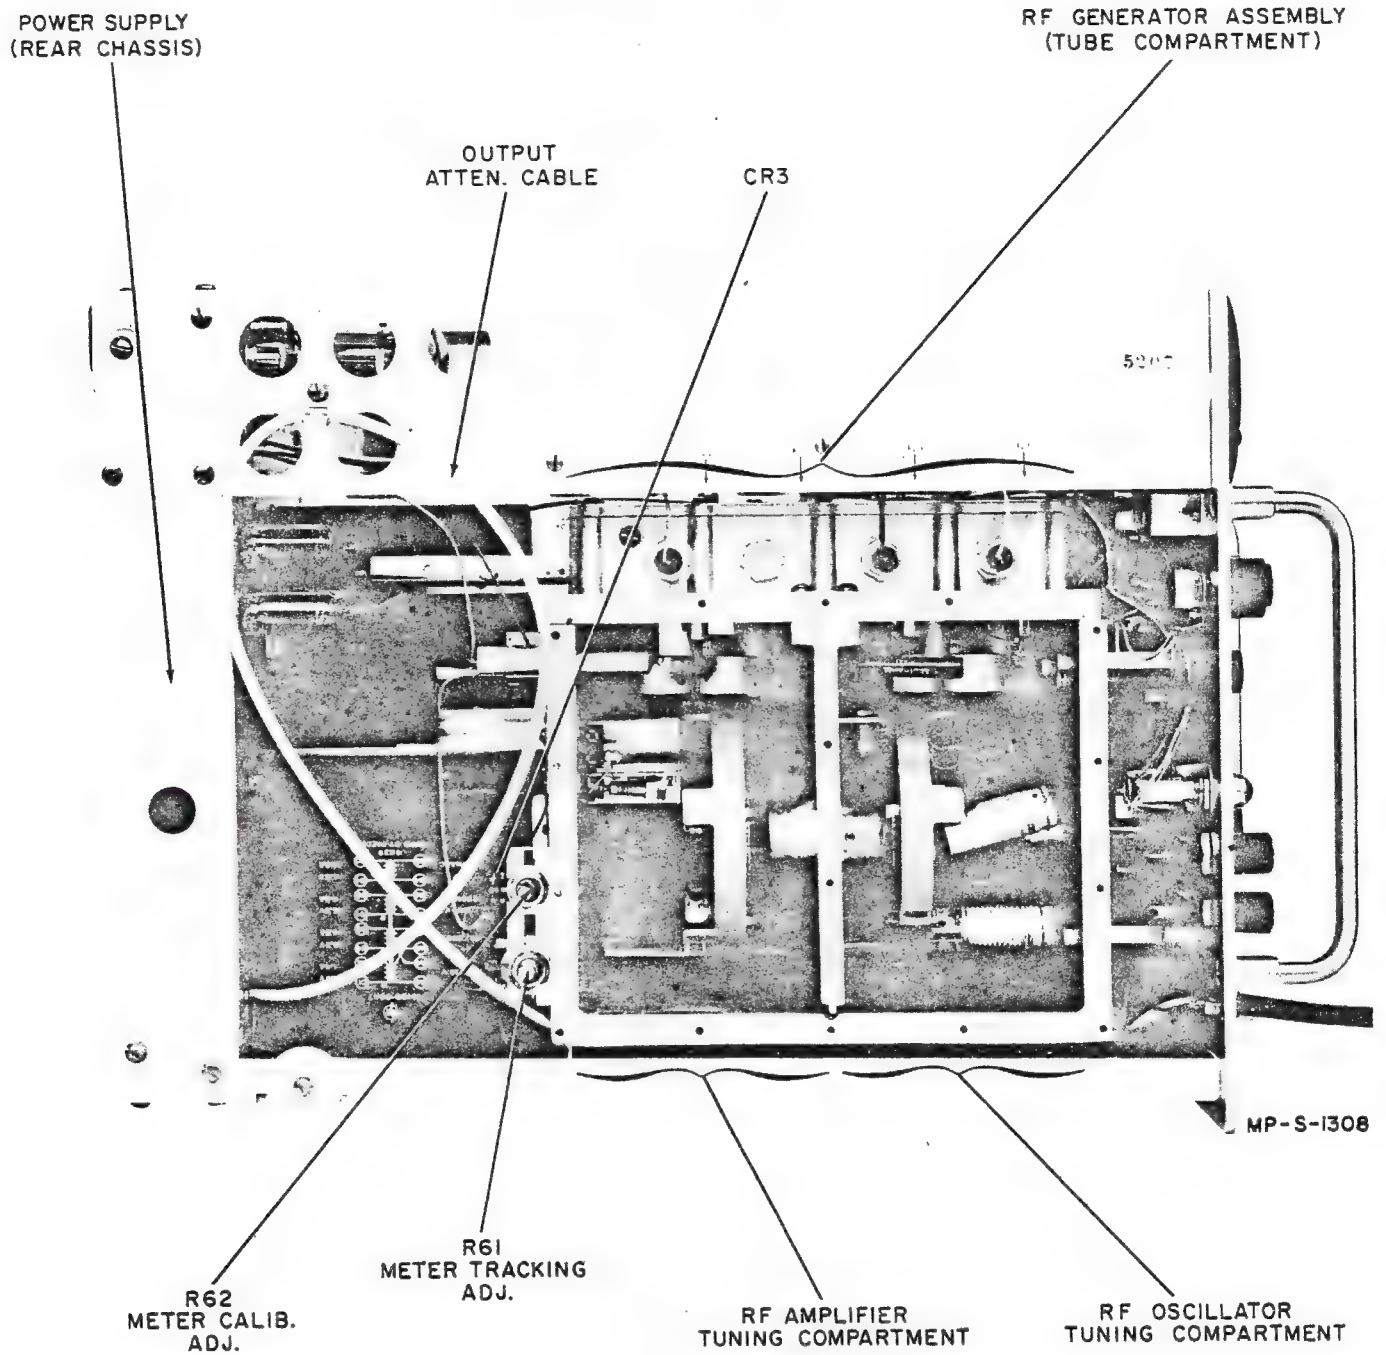 POWER SUPPLY
(REAR CHASSIS)
RF GENERATOR ASSEMBLY
(TUBE COMPARTMENT)
OUTPUT
ATTEN. CABLE
CR3
MP-S-1308
R61
METER TRACKING
ADJ.
R62
METER CALIB.
ADJ.
RF AMPLIFIER
TUNING COMPARTMENT
RF OSCILLATOR
TUNING COMPARTMENT